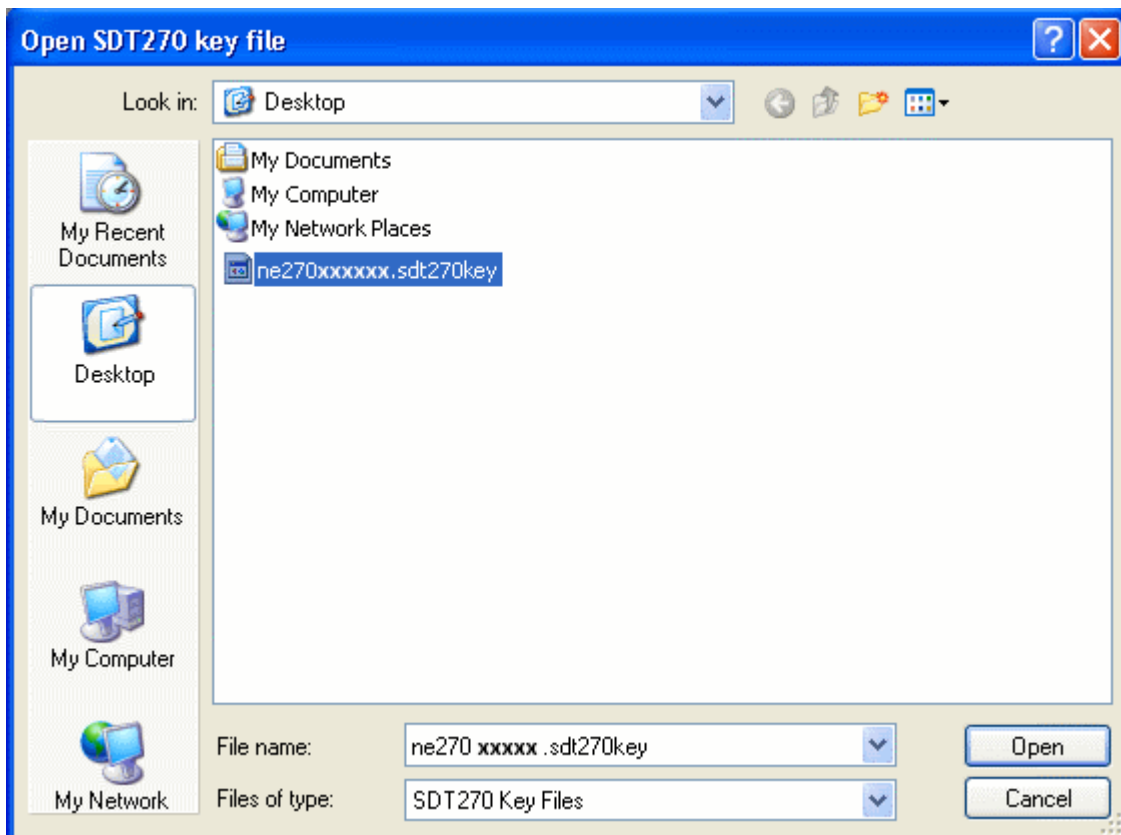 Open SDT270 key file
Look in: Desktop
My Documents
My Computer
My Network Places
ne270xxxxxx.sdt270key
My Recent
Documents
Desktop
My Documents
My Computer
My Network
File name: ne270 xxxxx .sdt270key Open
Files of type: SDT270 Key Files Cancel